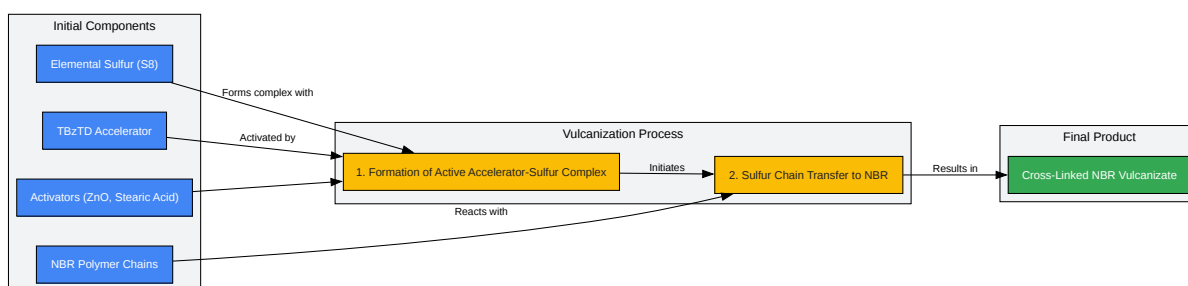 Initial Components
Elemental Sulfur (S8)
TBzTD Accelerator
Activators (ZnO, Stearic Acid)
NBR Polymer Chains
Forms complex with
Activated by
Reacts with
Vulcanization Process
1. Formation of Active Accelerator-Sulfur Complex
Initiates
2. Sulfur Chain Transfer to NBR
Results in
Final Product
Cross-Linked NBR Vulcanizate